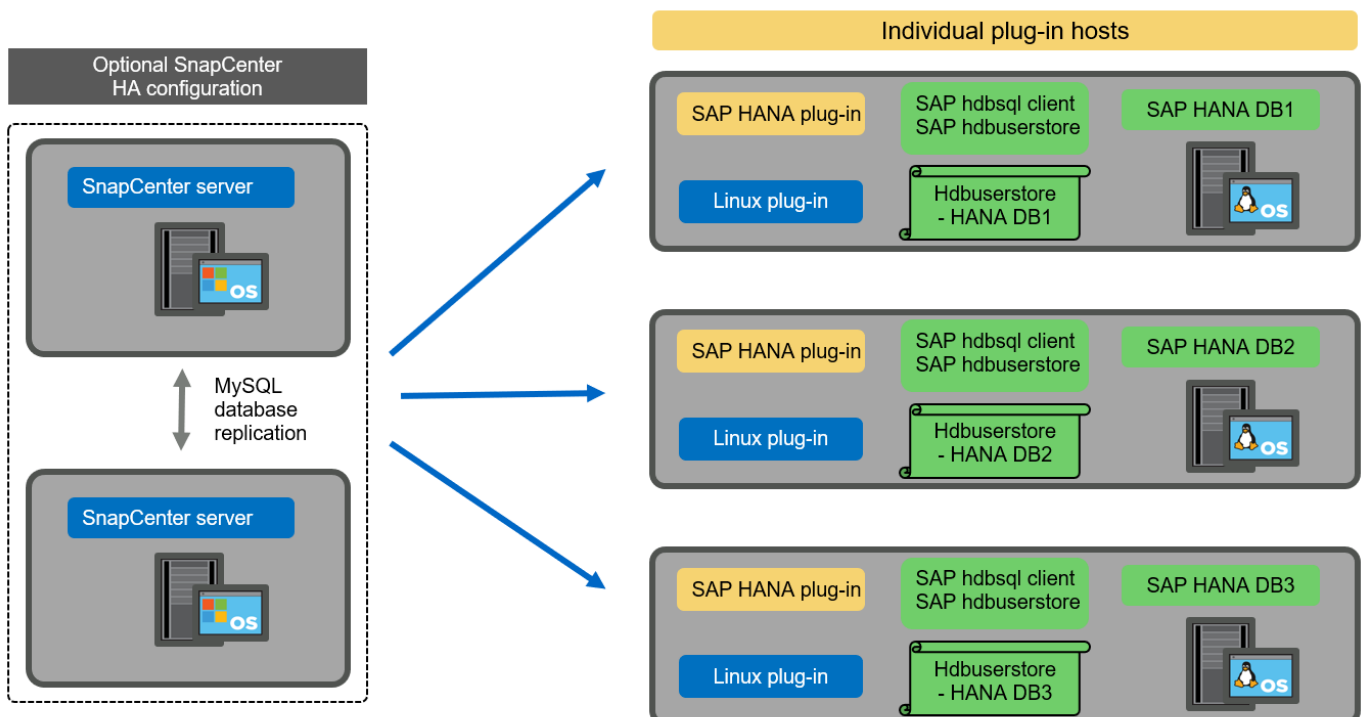 Optional SnapCenter
HA configuration
SnapCenter server
OS
MySQL
database
replication
SnapCenter server
OS
Individual plug-in hosts
SAP HANA plug-in
SAP hdbsql client
SAP hdbuserstore
SAP HANA DB1
Linux plug-in
Hdbuserstore
- HANA DB1
OS
SAP HANA plug-in
SAP hdbsql client
SAP hdbuserstore
SAP HANA DB2
Linux plug-in
Hdbuserstore
- HANA DB2
OS
SAP HANA plug-in
SAP hdbsql client
SAP hdbuserstore
SAP HANA DB3
Linux plug-in
Hdbuserstore
- HANA DB3
OS